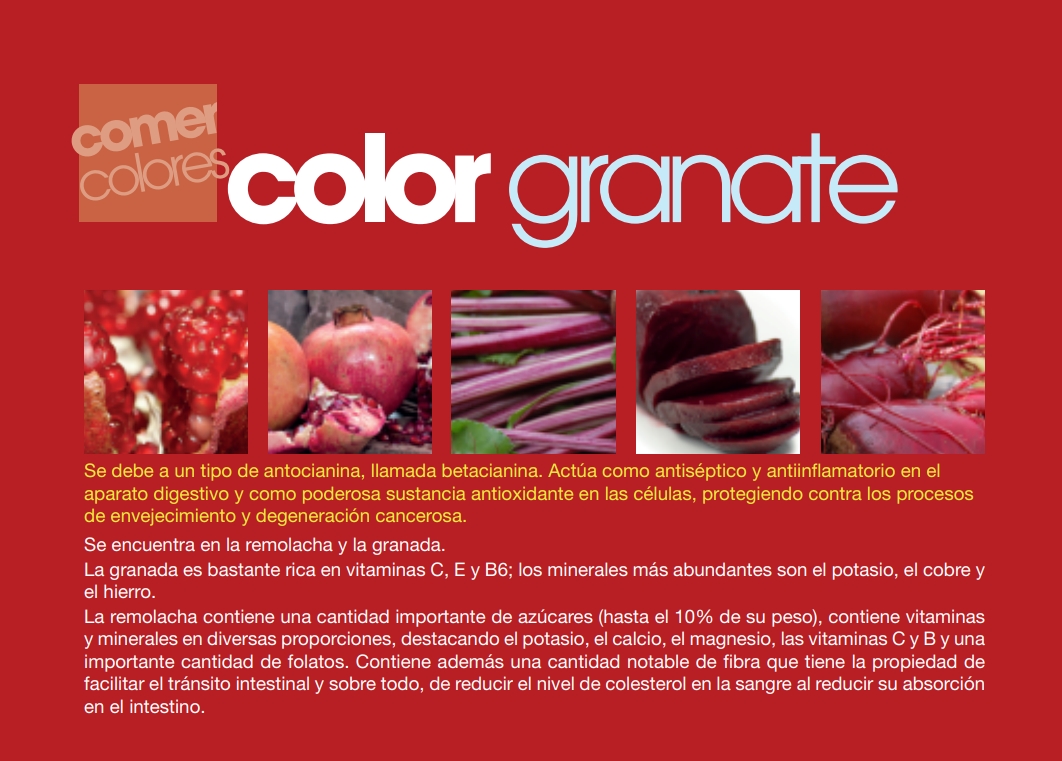 comer
colores
color granate
Se debe a un tipo de antocianina, llamada betacianina. Actúa como antiséptico y antiinflamatorio en el
aparato digestivo y como poderosa sustancia antioxidante en las células, protegiendo contra los procesos
de envejecimiento y degeneración cancerosa.
Se encuentra en la remolacha y la granada.
La granada es bastante rica en vitaminas C, E y B6; los minerales más abundantes son el potasio, el cobre y
el hierro.
La remolacha contiene una cantidad importante de azúcares (hasta el 10% de su peso), contiene vitaminas
y minerales en diversas proporciones, destacando el potasio, el calcio, el magnesio, las vitaminas C y B y una
importante cantidad de folatos. Contiene además una cantidad notable de fibra que tiene la propiedad de
facilitar el tránsito intestinal y sobre todo, de reducir el nivel de colesterol en la sangre al reducir su absorción
en el intestino.